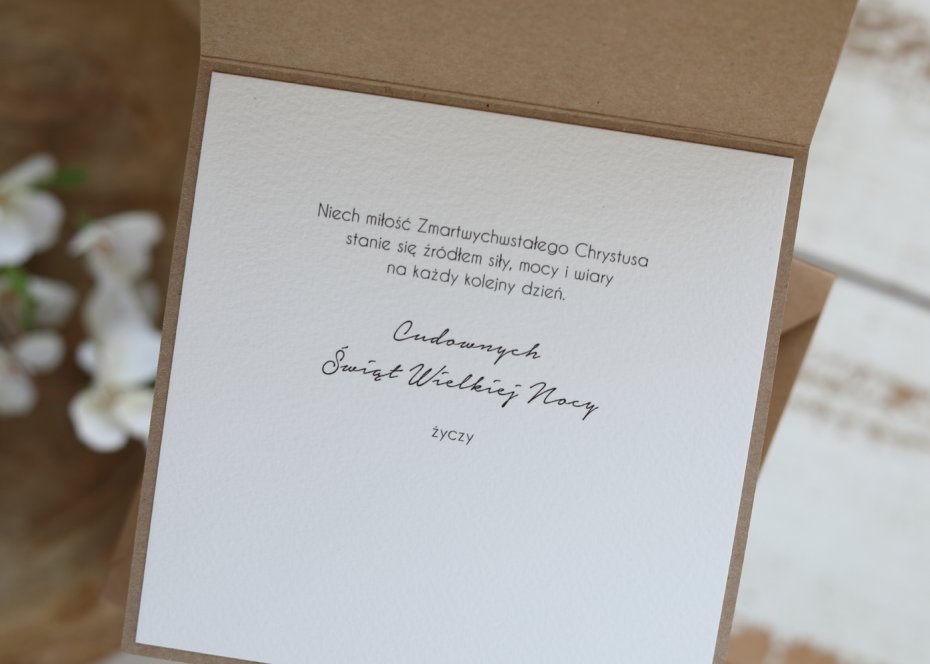 Niech miłość Zmartwychwstałego Chrystusa
stanie się źródłem siły, mocy i wiary
na każdy kolejny dzień.
Cudownych
Świąt Wielkiej Nocy
życzy